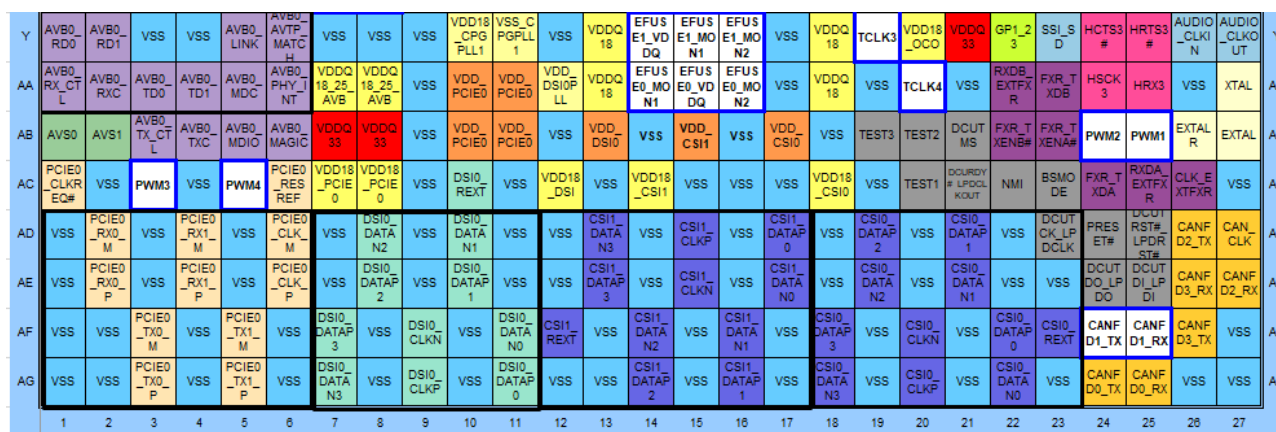 Y AVB0_RD0 AVB0_RD1 VSS VSS AVB0_LINK AVB0_AVTP_MATCH VSS VSS VSS VDD18_CPGPLL1 VSS_CPGPLL1 VSS VDDQ18 EFUSE1_VDDQ EFUSE1_MON1 EFUSE1_MON2 VSS VDDQ18 TCLK3 VDD18_OCO VDDQ33 GP1_23 SSI_SD HCTS3# HRTS3# AUDIO_CLKIN AUDIO_CLKOUT
AA AVB0_RX_CTL AVB0_RXC AVB0_TD0 AVB0_TD1 AVB0_MDC AVB0_PHY_INT VDDQ18_25_AVB VDDQ18_25_AVB VSS VDD_PCIE0 VDD_PCIE0 VDD_DSI0PLL VDDQ18 EFUSE0_MON1 EFUSE0_VDDQ EFUSE0_MON2 VSS VDDQ18 VSS TCLK4 VSS RXDB_EXTFXR FXR_TXDB HSCK3 HRX3 VSS XTAL
AB AVS0 AVS1 AVB0_TX_CTL AVB0_TXC AVB0_MDIO AVB0_MAGIC VDDQ33 VDDQ33 VSS VDD_PCIE0 VDD_PCIE0 VSS VDD_DSI0 VSS VDD_CSI1 VSS VDD_CSI0 VSS TEST3 TEST2 DCUTMS FXR_TXENB# FXR_TXENA# PWM2 PWM1 EXTALR EXTAL
AC PCIE0_CLKREQ# VSS PWM3 VSS PWM4 PCIE0_RESREF VDD18_PCIE0 VDD18_PCIE0 VSS DSI0_REXT VSS VDD18_DSI VSS VDD18_CSI1 VSS VSS VSS VDD18_CSI0 VSS TEST1 DCURDY# LPDCLKOUT NMI BSMODE FXR_TXDA RXDA_EXTFXR CLK_EXTFXR VSS
AD VSS PCIE0_RX0_M VSS PCIE0_RX1_M VSS PCIE0_CLK_M VSS DSI0_DATAN2 VSS DSI0_DATAN1 VSS VSS CSI1_DATAN3 VSS CSI1_CLKP VSS CSI1_DATAP0 VSS CSI0_DATAP2 VSS CSI0_DATAP1 VSS DCUTCK_LPDCLK PRESET# DCUTRST#_LPDRST# CANFD2_TX CAN_CLK
AE VSS PCIE0_RX0_P VSS PCIE0_RX1_P VSS PCIE0_CLK_P VSS DSI0_DATAP2 VSS DSI0_DATAP1 VSS VSS CSI1_DATAP3 VSS CSI1_CLKN VSS CSI1_DATAN0 VSS CSI0_DATAN2 VSS CSI0_DATAN1 VSS VSS DCUTDO_LPDO DCUTDI_LPDI CANFD3_RX CANFD2_RX
AF VSS VSS PCIE0_TX0_M VSS PCIE0_TX1_M VSS DSI0_DATAP3 VSS DSI0_CLKN VSS DSI0_DATAN0 CSI1_REXT VSS CSI1_DATAN2 VSS CSI1_DATAN1 VSS CSI0_DATAP3 VSS CSI0_CLKN VSS CSI0_DATAP0 CSI0_REXT CANFD1_TX CANFD1_RX CANFD3_TX VSS
AG VSS VSS PCIE0_TX0_P VSS PCIE0_TX1_P VSS DSI0_DATAN3 VSS DSI0_CLKP VSS DSI0_DATAP0 VSS VSS CSI1_DATAP2 VSS CSI1_DATAP1 VSS CSI0_DATAN3 VSS CSI0_CLKP VSS CSI0_DATAN0 VSS CANFD0_TX CANFD0_RX VSS VSS
1 2 3 4 5 6 7 8 9 10 11 12 13 14 15 16 17 18 19 20 21 22 23 24 25 26 27